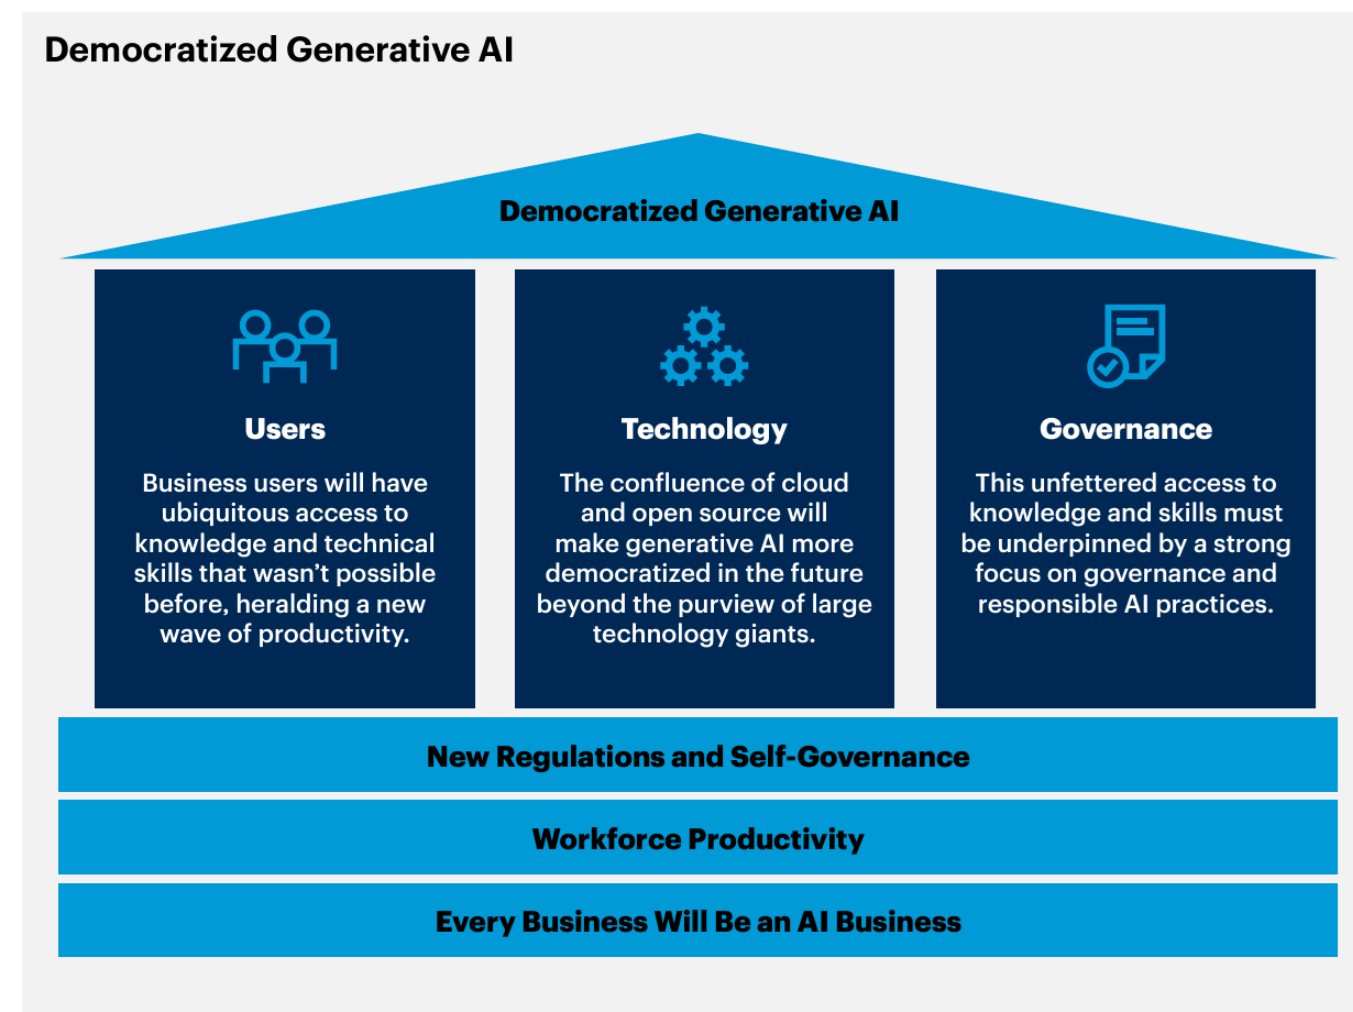 Democratized Generative AI
Democratized Generative AI
Users
Business users will have
ubiquitous access to
knowledge and technical
skills that wasn't possible
before, heralding a new
wave of productivity.
Technology
The confluence of cloud
and open source will
make generative AI more
democratized in the future
beyond the purview of large
technology giants.
Governance
This unfettered access to
knowledge and skills must
be underpinned by a strong
focus on governance and
responsible AI practices.
New Regulations and Self-Governance
Workforce Productivity
Every Business Will Be an AI Business